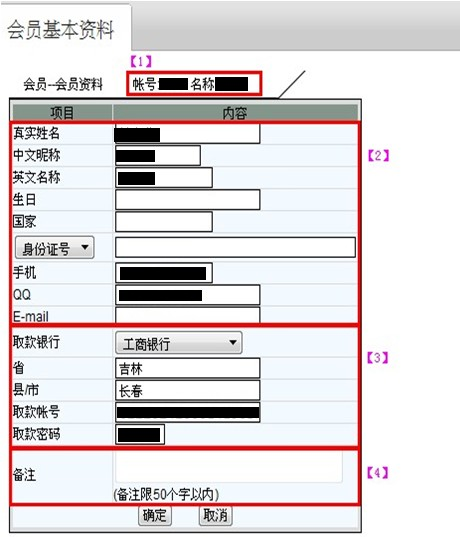 会员基本资料
【1】
会员--会员资料 帐号 名称
项目 内容
真实姓名
【2】
中文昵称
英文名称
生日
国家
身份证号
手机
QQ
E-mail
取款银行 工商银行
【3】
省 吉林
县/市 长春
取款帐号
取款密码
备注
【4】
(备注限50个字以内)
确定 取消